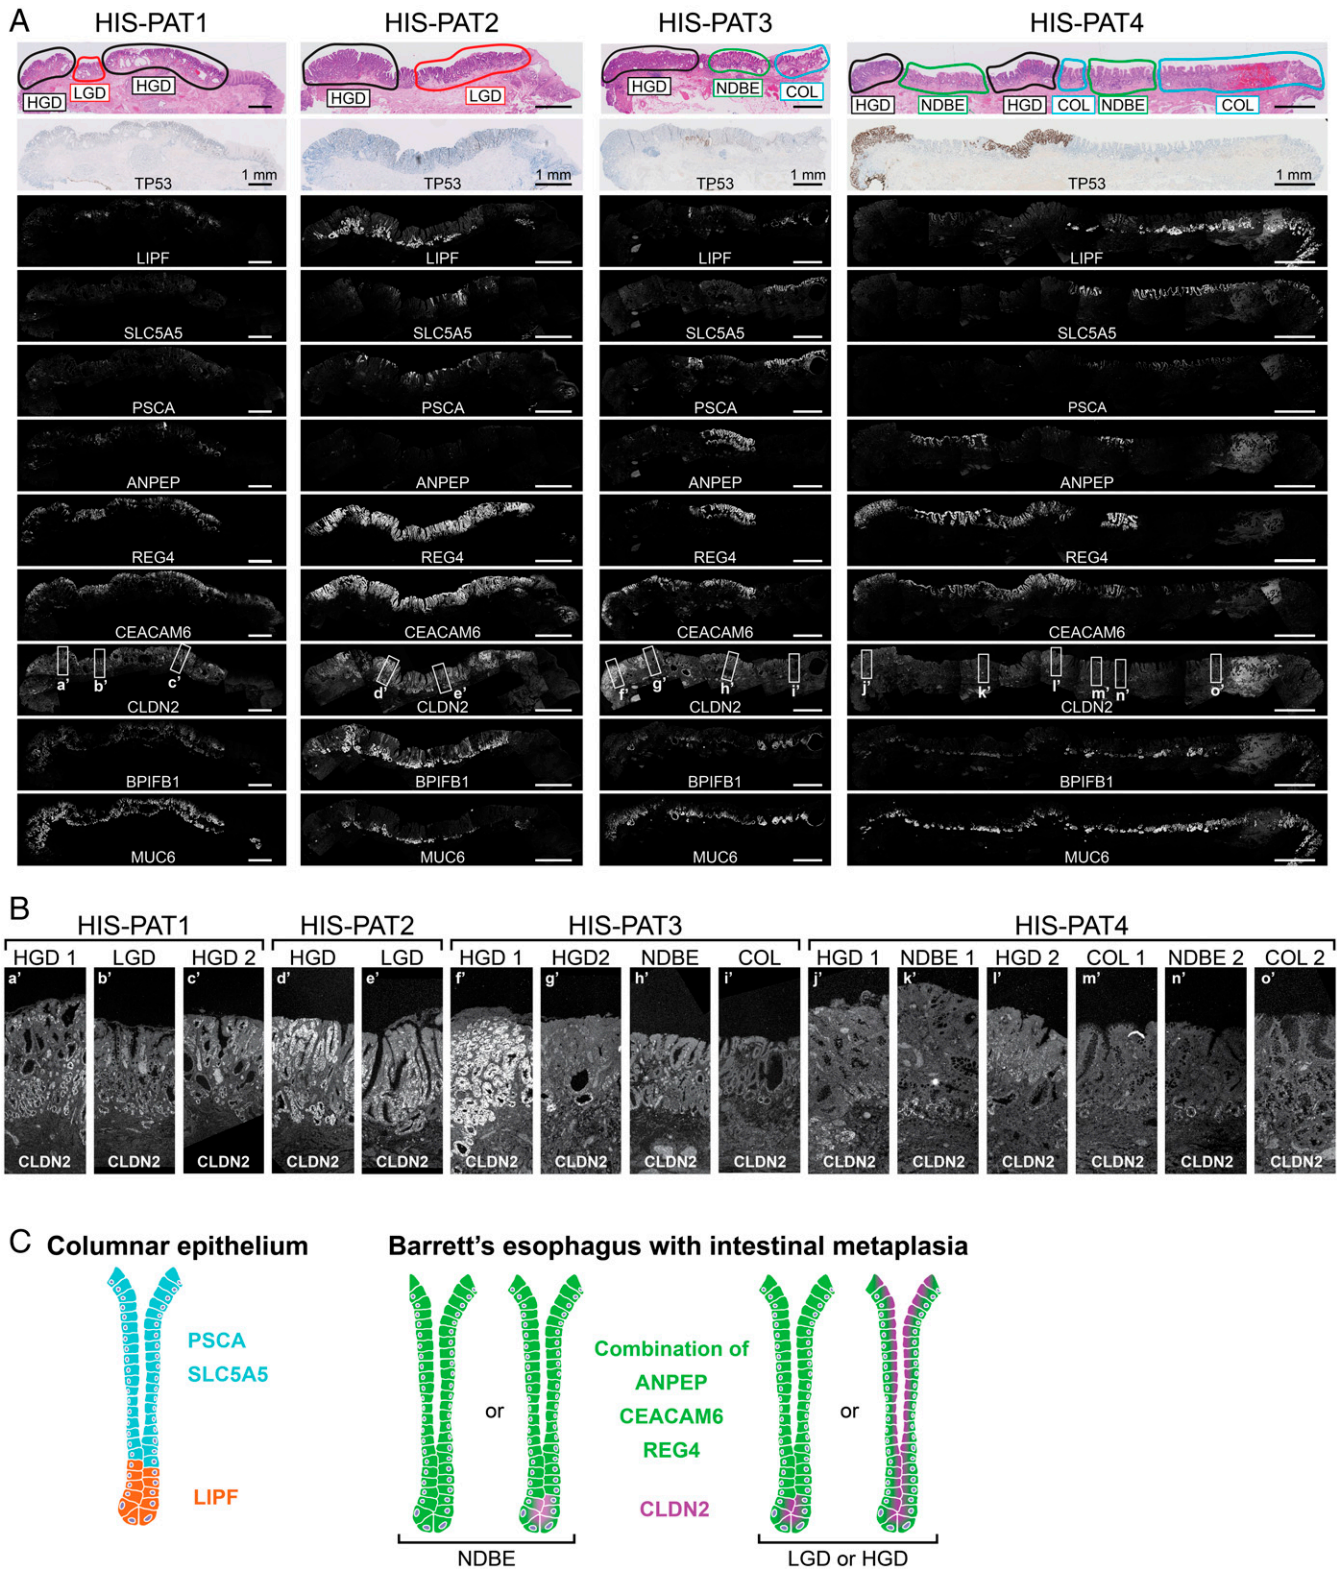 A
HIS-PAT1 HIS-PAT2 HIS-PAT3 HIS-PAT4
HGD LGD HGD HGD LGD HGD NDBE COL HGD NDBE HGD COL NDBE COL
TP53 1 mm TP53 1 mm TP53 1 mm TP53 1 mm
LIPF LIPF LIPF LIPF
SLC5A5 SLC5A5 SLC5A5 SLC5A5
PSCA PSCA PSCA PSCA
ANPEP ANPEP ANPEP ANPEP
REG4 REG4 REG4 REG4
CEACAM6 CEACAM6 CEACAM6 CEACAM6
a' b' c' d' e' f' g' h' i' j' k' l' m' n' o'
CLDN2 CLDN2 CLDN2 CLDN2
BPIFB1 BPIFB1 BPIFB1 BPIFB1
MUC6 MUC6 MUC6 MUC6
B
HIS-PAT1 HIS-PAT2 HIS-PAT3 HIS-PAT4
HGD 1 LGD HGD 2 HGD LGD HGD 1 HGD2 NDBE COL HGD 1 NDBE 1 HGD 2 COL 1 NDBE 2 COL 2
a' b' c' d' e' f' g' h' i' j' k' l' m' n' o'
CLDN2 CLDN2 CLDN2 CLDN2 CLDN2 CLDN2 CLDN2 CLDN2 CLDN2 CLDN2 CLDN2 CLDN2 CLDN2 CLDN2 CLDN2
C Columnar epithelium Barrett's esophagus with intestinal metaplasia
PSCA
SLC5A5
LIPF
or
Combination of
ANPEP
CEACAM6
REG4
CLDN2
or
NDBE LGD or HGD